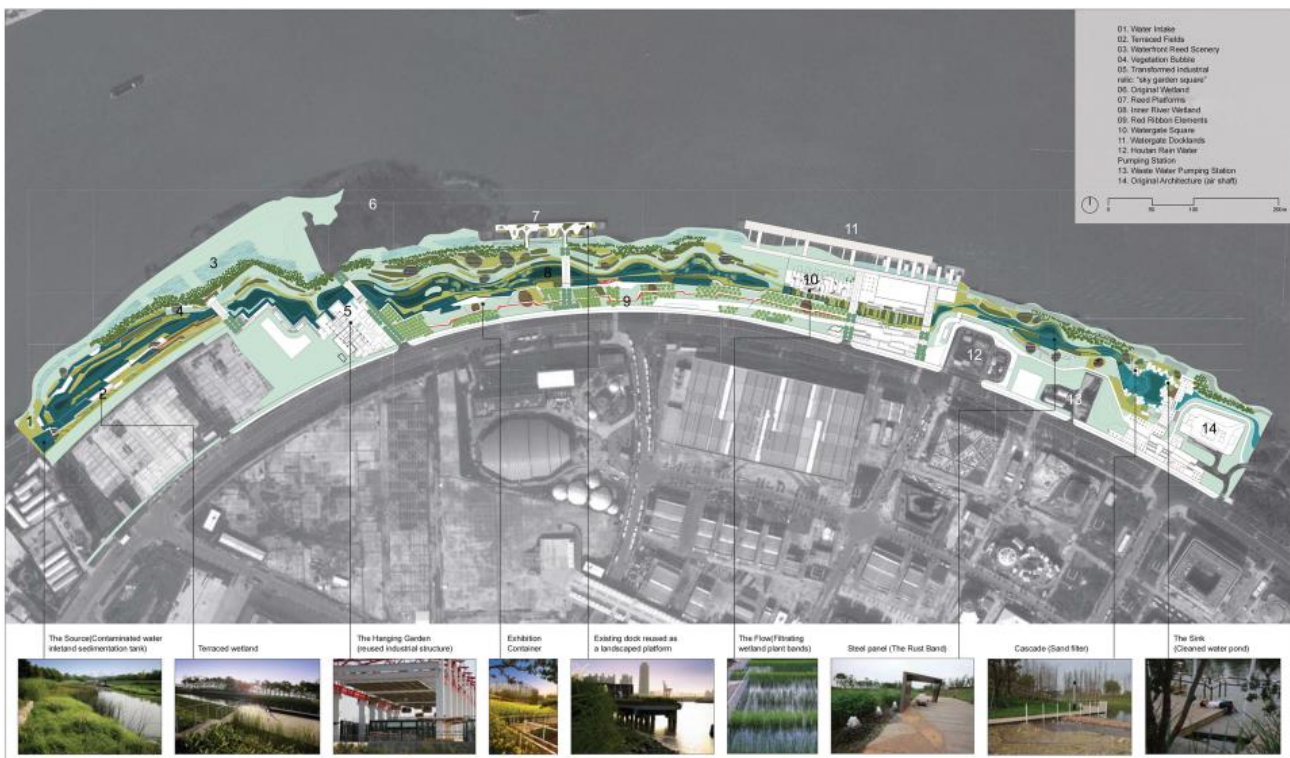 01. Water Intake
02. Terraced Fields
03. Waterfront Reed Scenery
04. Vegetation Bubble
05. Transformed industrial
relic: "sky garden square"
06. Original Wetland
07. Reed Platforms
08. Inner River Wetland
09. Red Ribbon Elements
10. Watergate Square
11. Watergate Docklands
12. Houtan Rain Water
Pumping Station
13. Waste Water Pumping Station
14. Original Architecture (air shaft)
0 50 100 200m
6
7
11
3
10
8
4
5
9
12
2
13
1
14
The Source(Contaminated water
inletand sedimentation tank)
Terraced wetland
The Hanging Garden
(reused industrial structure)
Exhibition
Container
Existing dock reused as
a landscaped platform
The Flow(Filtrating
wetland plant bands)
Steel panel (The Rust Band)
Cascade (Sand filter)
The Sink
(Cleaned water pond)